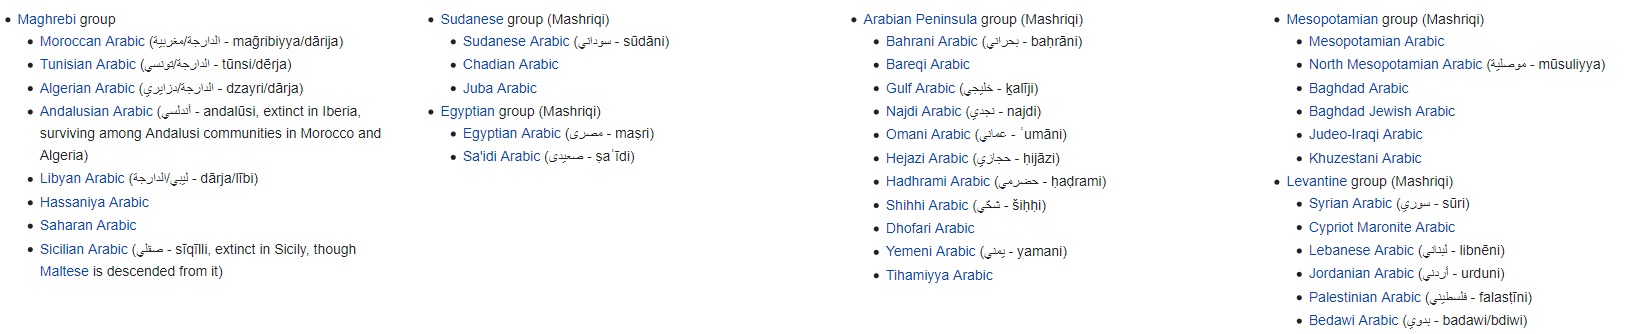 Maghrebi group
Moroccan Arabic (الدارجة/مغربية - maḡribiyya/dārija)
Tunisian Arabic (الدارجة/تونسي - tūnsi/dērja)
Algerian Arabic (الدارجة/دزايري - dzayri/dārja)
Andalusian Arabic (أندلسي - andalūsi, extinct in Iberia,
surviving among Andalusi communities in Morocco and
Algeria)
Libyan Arabic (ليبي/الدارجة - dārja/lībi)
Hassaniya Arabic
Saharan Arabic
Sicilian Arabic (صقلي - sīqīlli, extinct in Sicily, though
Maltese is descended from it)
Sudanese group (Mashriqi)
Sudanese Arabic (سوداني - sūdāni)
Chadian Arabic
Juba Arabic
Egyptian group (Mashriqi)
Egyptian Arabic (مصرى - maṣri)
Sa'idi Arabic (صعيدى - ṣaʿīdi)
Arabian Peninsula group (Mashriqi)
Bahrani Arabic (بحراني - baḥrāni)
Bareqi Arabic
Gulf Arabic (خليجي - ḵalīji)
Najdi Arabic (نجدي - najdi)
Omani Arabic (عماني - ʿumāni)
Hejazi Arabic (حجازي - ḥijāzi)
Hadhrami Arabic (حضرمي - ḥaḍrami)
Shihhi Arabic (شحّي - šiḥḥi)
Dhofari Arabic
Yemeni Arabic (يمني - yamani)
Tihamiyya Arabic
Mesopotamian group (Mashriqi)
Mesopotamian Arabic
North Mesopotamian Arabic (موصلية - mūsuliyya)
Baghdad Arabic
Baghdad Jewish Arabic
Judeo-Iraqi Arabic
Khuzestani Arabic
Levantine group (Mashriqi)
Syrian Arabic (سوري - sūri)
Cypriot Maronite Arabic
Lebanese Arabic (لبناني - libnēni)
Jordanian Arabic (أردني - urduni)
Palestinian Arabic (فلسطيني - falasṭīni)
Bedawi Arabic (بدوي - badawi/bdiwi)